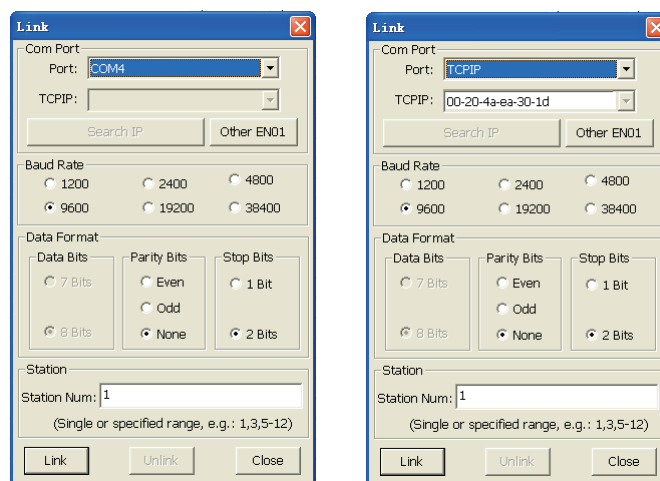 Link
Com Port
Port: COM4
TCPIP:
Search IP Other EN01
Baud Rate
1200 2400 4800
9600 19200 38400
Data Format
Data Bits Parity Bits Stop Bits
7 Bits Even 1 Bit
Odd
8 Bits None 2 Bits
Station
Station Num: 1
(Single or specified range, e.g.: 1,3,5-12)
Link Unlink Close
Link
Com Port
Port: TCPIP
TCPIP: 00-20-4a-ea-30-1d
Search IP Other EN01
Baud Rate
1200 2400 4800
9600 19200 38400
Data Format
Data Bits Parity Bits Stop Bits
7 Bits Even 1 Bit
Odd
8 Bits None 2 Bits
Station
Station Num: 1
(Single or specified range, e.g.: 1,3,5-12)
Link Unlink Close